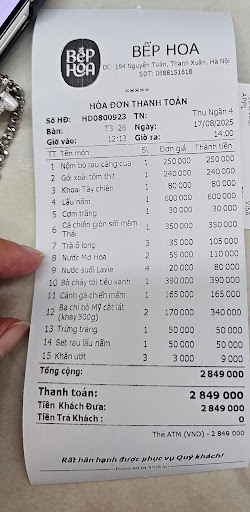 BẾP
HOA
BẾP HOA
ĐC: 194 Nguyễn Tuân, Thanh Xuân, Hà Nội
SĐT: 0888151618
*****
HÓA ĐƠN THANH TOÁN
Số HĐ: HD0800923 TN: Thu Ngân 4
Bàn: T3 26 Ngày: 17/08/2025
Giờ vào: 12:13 Giờ ra: 14:00
TT Tên món SL Đơn giá Thành tiền
1 Nộm bò rau càng cua 1 250 000 250 000
2 Gỏi xoài tôm thịt 1 240 000 240 000
3 Khoai Tây chiên 1 80 000 80 000
4 Lẩu nấm 1 600 000 600 000
5 Cơm trắng 1 30 000 30 000
6 Cá chiên giòn sốt mắm Thái 1 350 000 350 000
7 Trà ô long 3 35 000 105 000
8 Nước Mơ Hoa 2 55 000 110 000
9 Nước suối Lavie 4 20 000 80 000
10 Bò cháy tỏi tiêu xanh 1 390 000 390 000
11 Cánh gà chiên mắm 1 165 000 165 000
12 Ba chỉ bò Mỹ cắt lát (khay 300g) 2 170 000 340 000
13 Trứng tráng 1 50 000 50 000
14 Set rau lẩu nấm 1 50 000 50 000
15 Khăn ướt 3 3 000 9 000
Tổng cộng: 2 849 000
Thanh toán: 2 849 000
Tiền Khách Đưa: 2 849 000
Tiền Trả Khách : 0
Thẻ ATM (VND) - 2 849 000
Rất hân hạnh được phục vụ Quý khách!